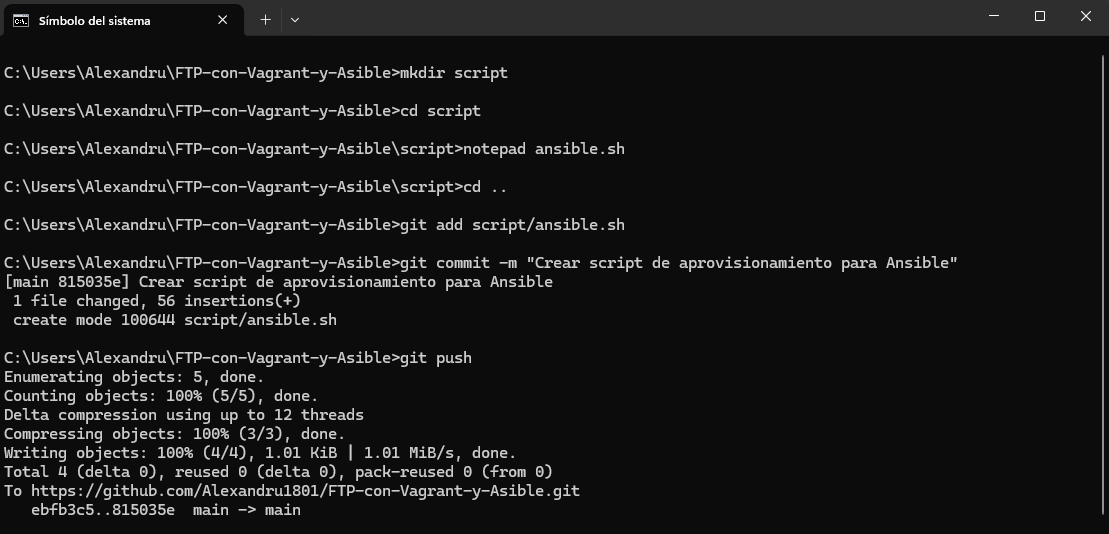 Símbolo del sistema
C:\Users\Alexandru\FTP-con-Vagrant-y-Asible>mkdir script
C:\Users\Alexandru\FTP-con-Vagrant-y-Asible>cd script
C:\Users\Alexandru\FTP-con-Vagrant-y-Asible\script>notepad ansible.sh
C:\Users\Alexandru\FTP-con-Vagrant-y-Asible\script>cd ..
C:\Users\Alexandru\FTP-con-Vagrant-y-Asible>git add script/ansible.sh
C:\Users\Alexandru\FTP-con-Vagrant-y-Asible>git commit -m "Crear script de aprovisionamiento para Ansible"
[main 815035e] Crear script de aprovisionamiento para Ansible
 1 file changed, 56 insertions(+)
 create mode 100644 script/ansible.sh
C:\Users\Alexandru\FTP-con-Vagrant-y-Asible>git push
Enumerating objects: 5, done.
Counting objects: 100% (5/5), done.
Delta compression using up to 12 threads
Compressing objects: 100% (3/3), done.
Writing objects: 100% (4/4), 1.01 KiB | 1.01 MiB/s, done.
Total 4 (delta 0), reused 0 (delta 0), pack-reused 0 (from 0)
To https://github.com/Alexandru1801/FTP-con-Vagrant-y-Asible.git
   ebfb3c5..815035e  main -> main